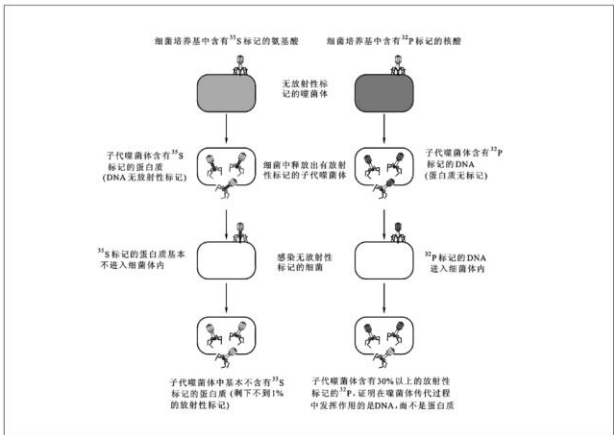 细菌培养基中含有³⁵S标记的氨基酸
细菌培养基中含有³²P标记的核酸
无放射性标
记的噬菌体
子代噬菌体含有³⁵S
标记的蛋白质
(DNA无放射性标记)
细菌中释放出有放射
性标记的子代噬菌体
子代噬菌体含有³²P
标记的DNA
(蛋白质无标记)
³⁵S标记的蛋白质基本
不进入细菌体内
感染无放射性
标记的细菌
³²P标记的DNA
进入细菌体内
子代噬菌体中基本不含有³⁵S
标记的蛋白质(剩下不到1%
的放射性标记)
子代噬菌体含有30%以上的放射性
标记的³²P,证明在噬菌体传代过程
中发挥作用的是DNA,而不是蛋白质